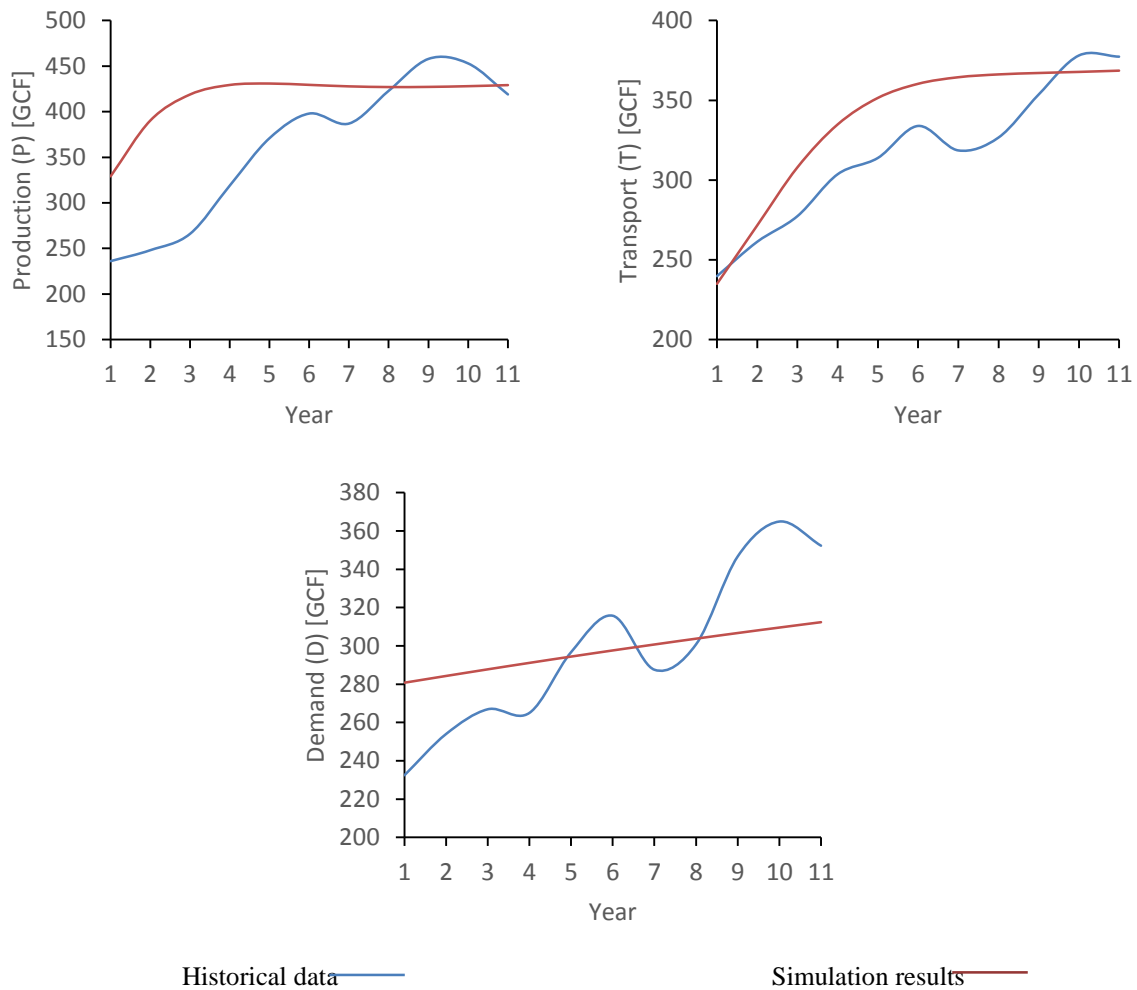 Production (P) [GCF]
500
450
400
350
300
250
200
150
1 2 3 4 5 6 7 8 9 10 11
Year
Transport (T) [GCF]
400
350
300
250
200
1 2 3 4 5 6 7 8 9 10 11
Year
Demand (D) [GCF]
380
360
340
320
300
280
260
240
220
200
1 2 3 4 5 6 7 8 9 10 11
Year
Historical data
Simulation results